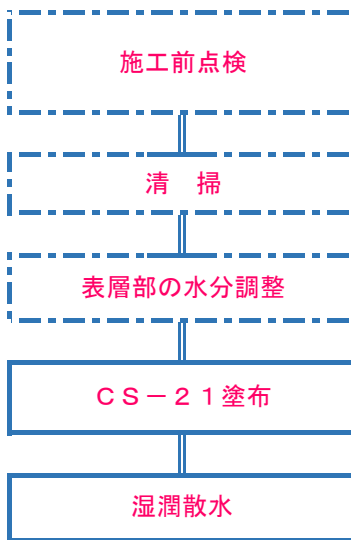 施工前点検
清　掃
表層部の水分調整
ＣＳ－２１塗布
湿潤散水